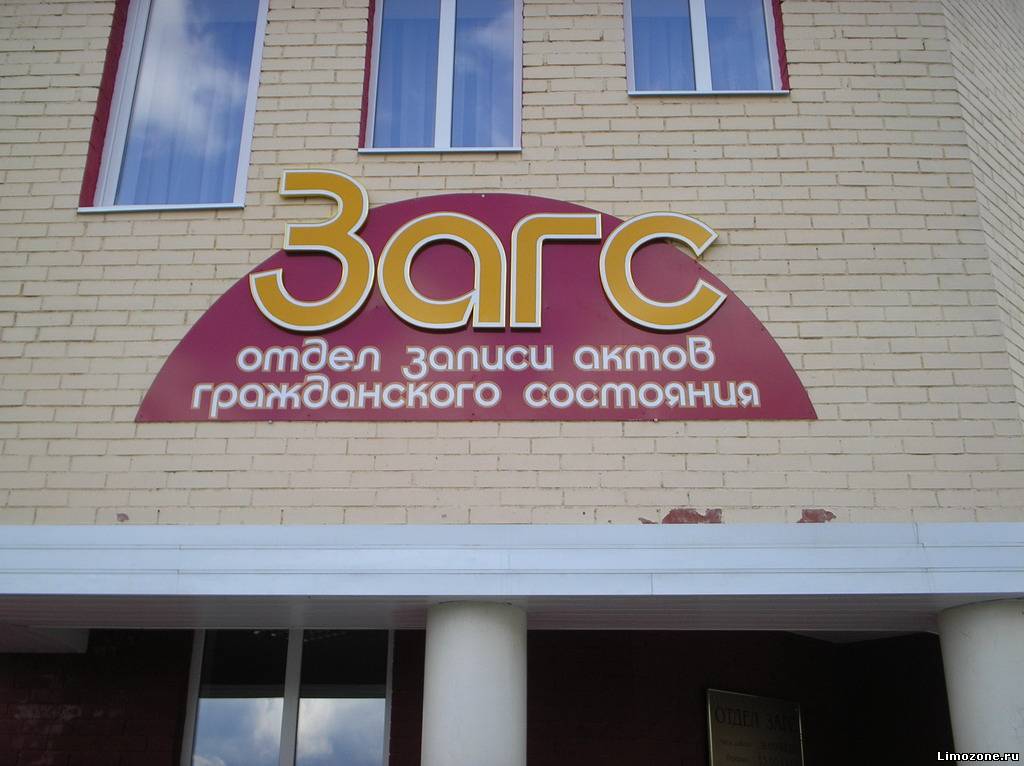 Загс
отдел записи актов
гражданского состояния
ОТДЕЛ ЗАГС
Limozone.ru